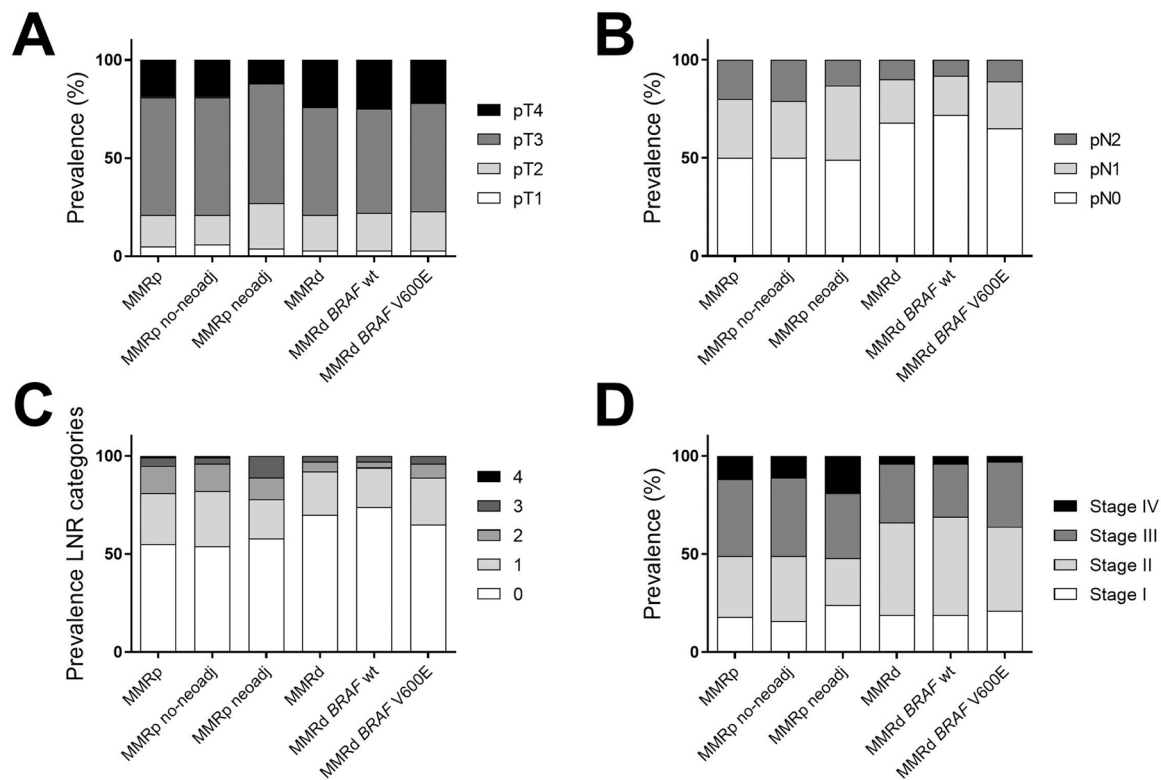 A
Prevalence (%)
100
50
0
MMRp
MMRp no-neoadj
MMRp neoadj
MMRd
MMRd BRAF wt
MMRd BRAF V600E
pT4
pT3
pT2
pT1
B
Prevalence (%)
100
50
0
MMRp
MMRp no-neoadj
MMRp neoadj
MMRd
MMRd BRAF wt
MMRd BRAF V600E
pN2
pN1
pN0
C
Prevalence LNR categories
100
50
0
MMRp
MMRp no-neoadj
MMRp neoadj
MMRd
MMRd BRAF wt
MMRd BRAF V600E
4
3
2
1
0
D
Prevalence (%)
100
50
0
MMRp
MMRp no-neoadj
MMRp neoadj
MMRd
MMRd BRAF wt
MMRd BRAF V600E
Stage IV
Stage III
Stage II
Stage I